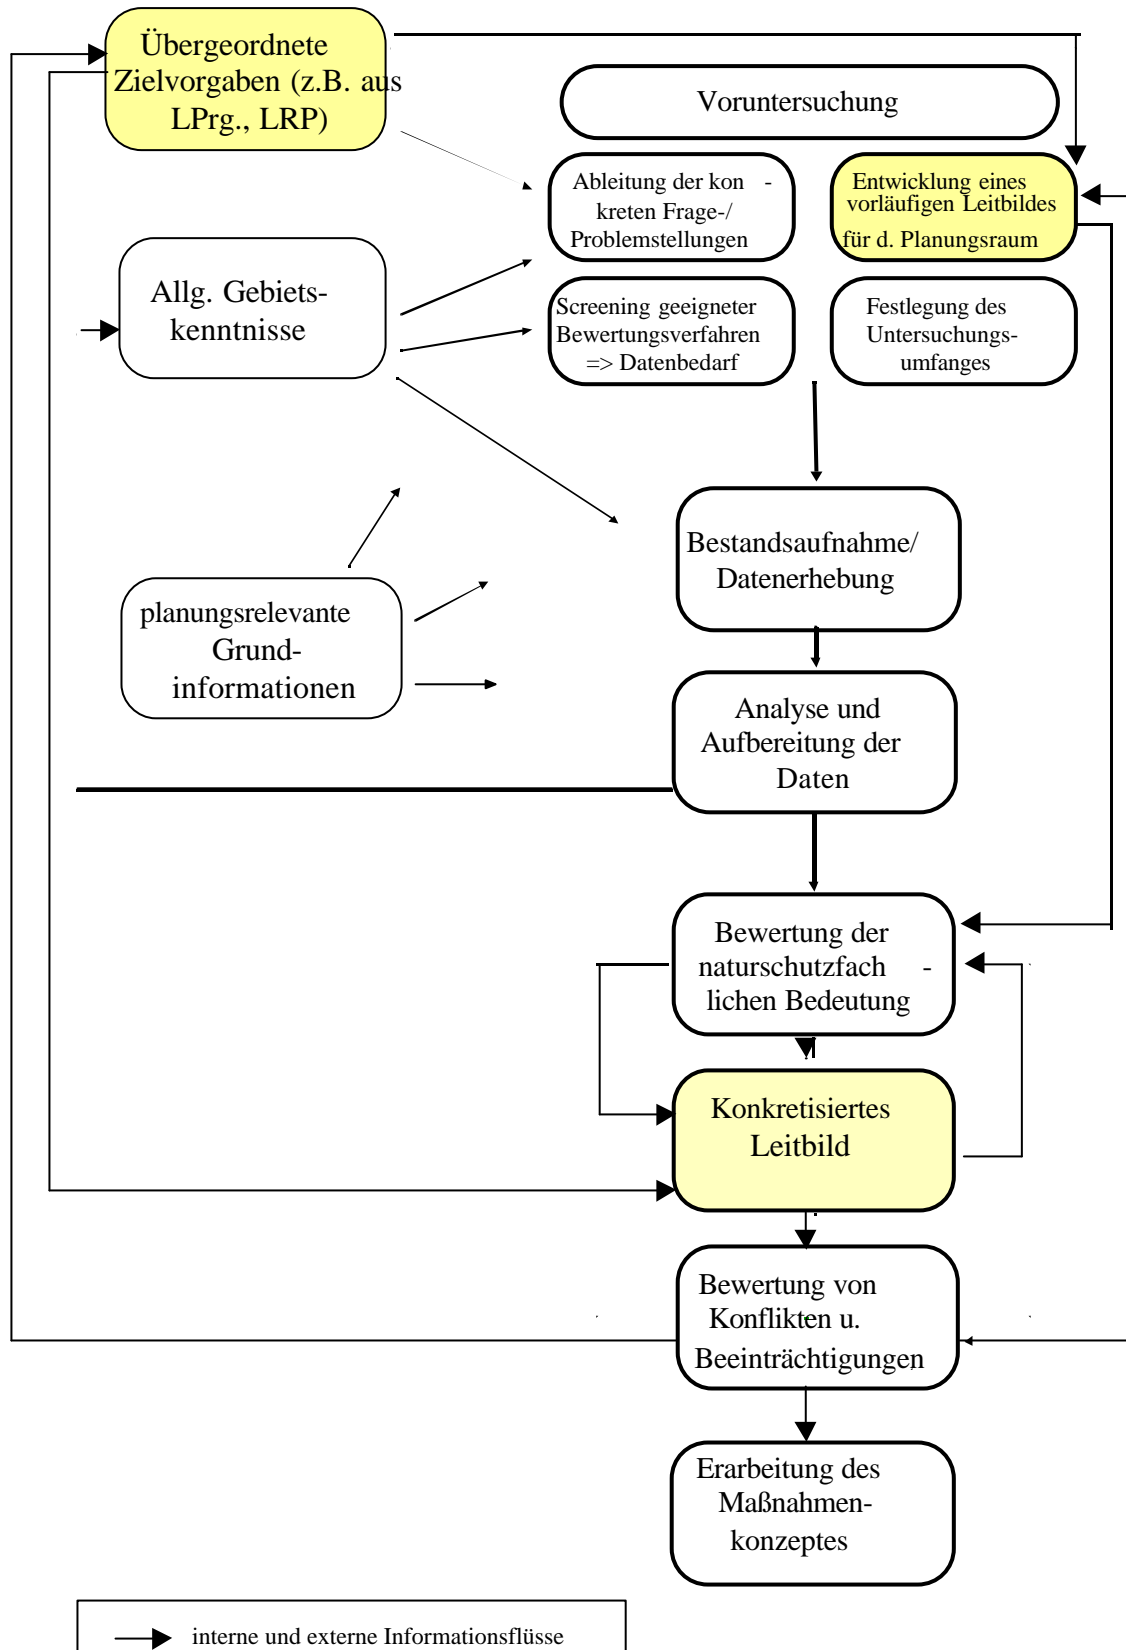 Übergeordnete
Zielvorgaben (z.B. aus
LPrg., LRP)
Voruntersuchung
Ableitung der kon -
kreten Frage-/
Problemstellungen
Entwicklung eines
vorläufigen Leitbildes
für d. Planungsraum
Allg. Gebiets-
kenntnisse
Screening geeigneter
Bewertungsverfahren
=> Datenbedarf
Festlegung des
Untersuchungs-
umfanges
Bestandsaufnahme/
Datenerhebung
planungsrelevante
Grund-
informationen
Analyse und
Aufbereitung der
Daten
Bewertung der
naturschutzfach -
lichen Bedeutung
Konkretisiertes
Leitbild
Bewertung von
Konflikten u.
Beeinträchtigungen
Erarbeitung des
Maßnahmen-
konzeptes
interne und externe Informationsflüsse